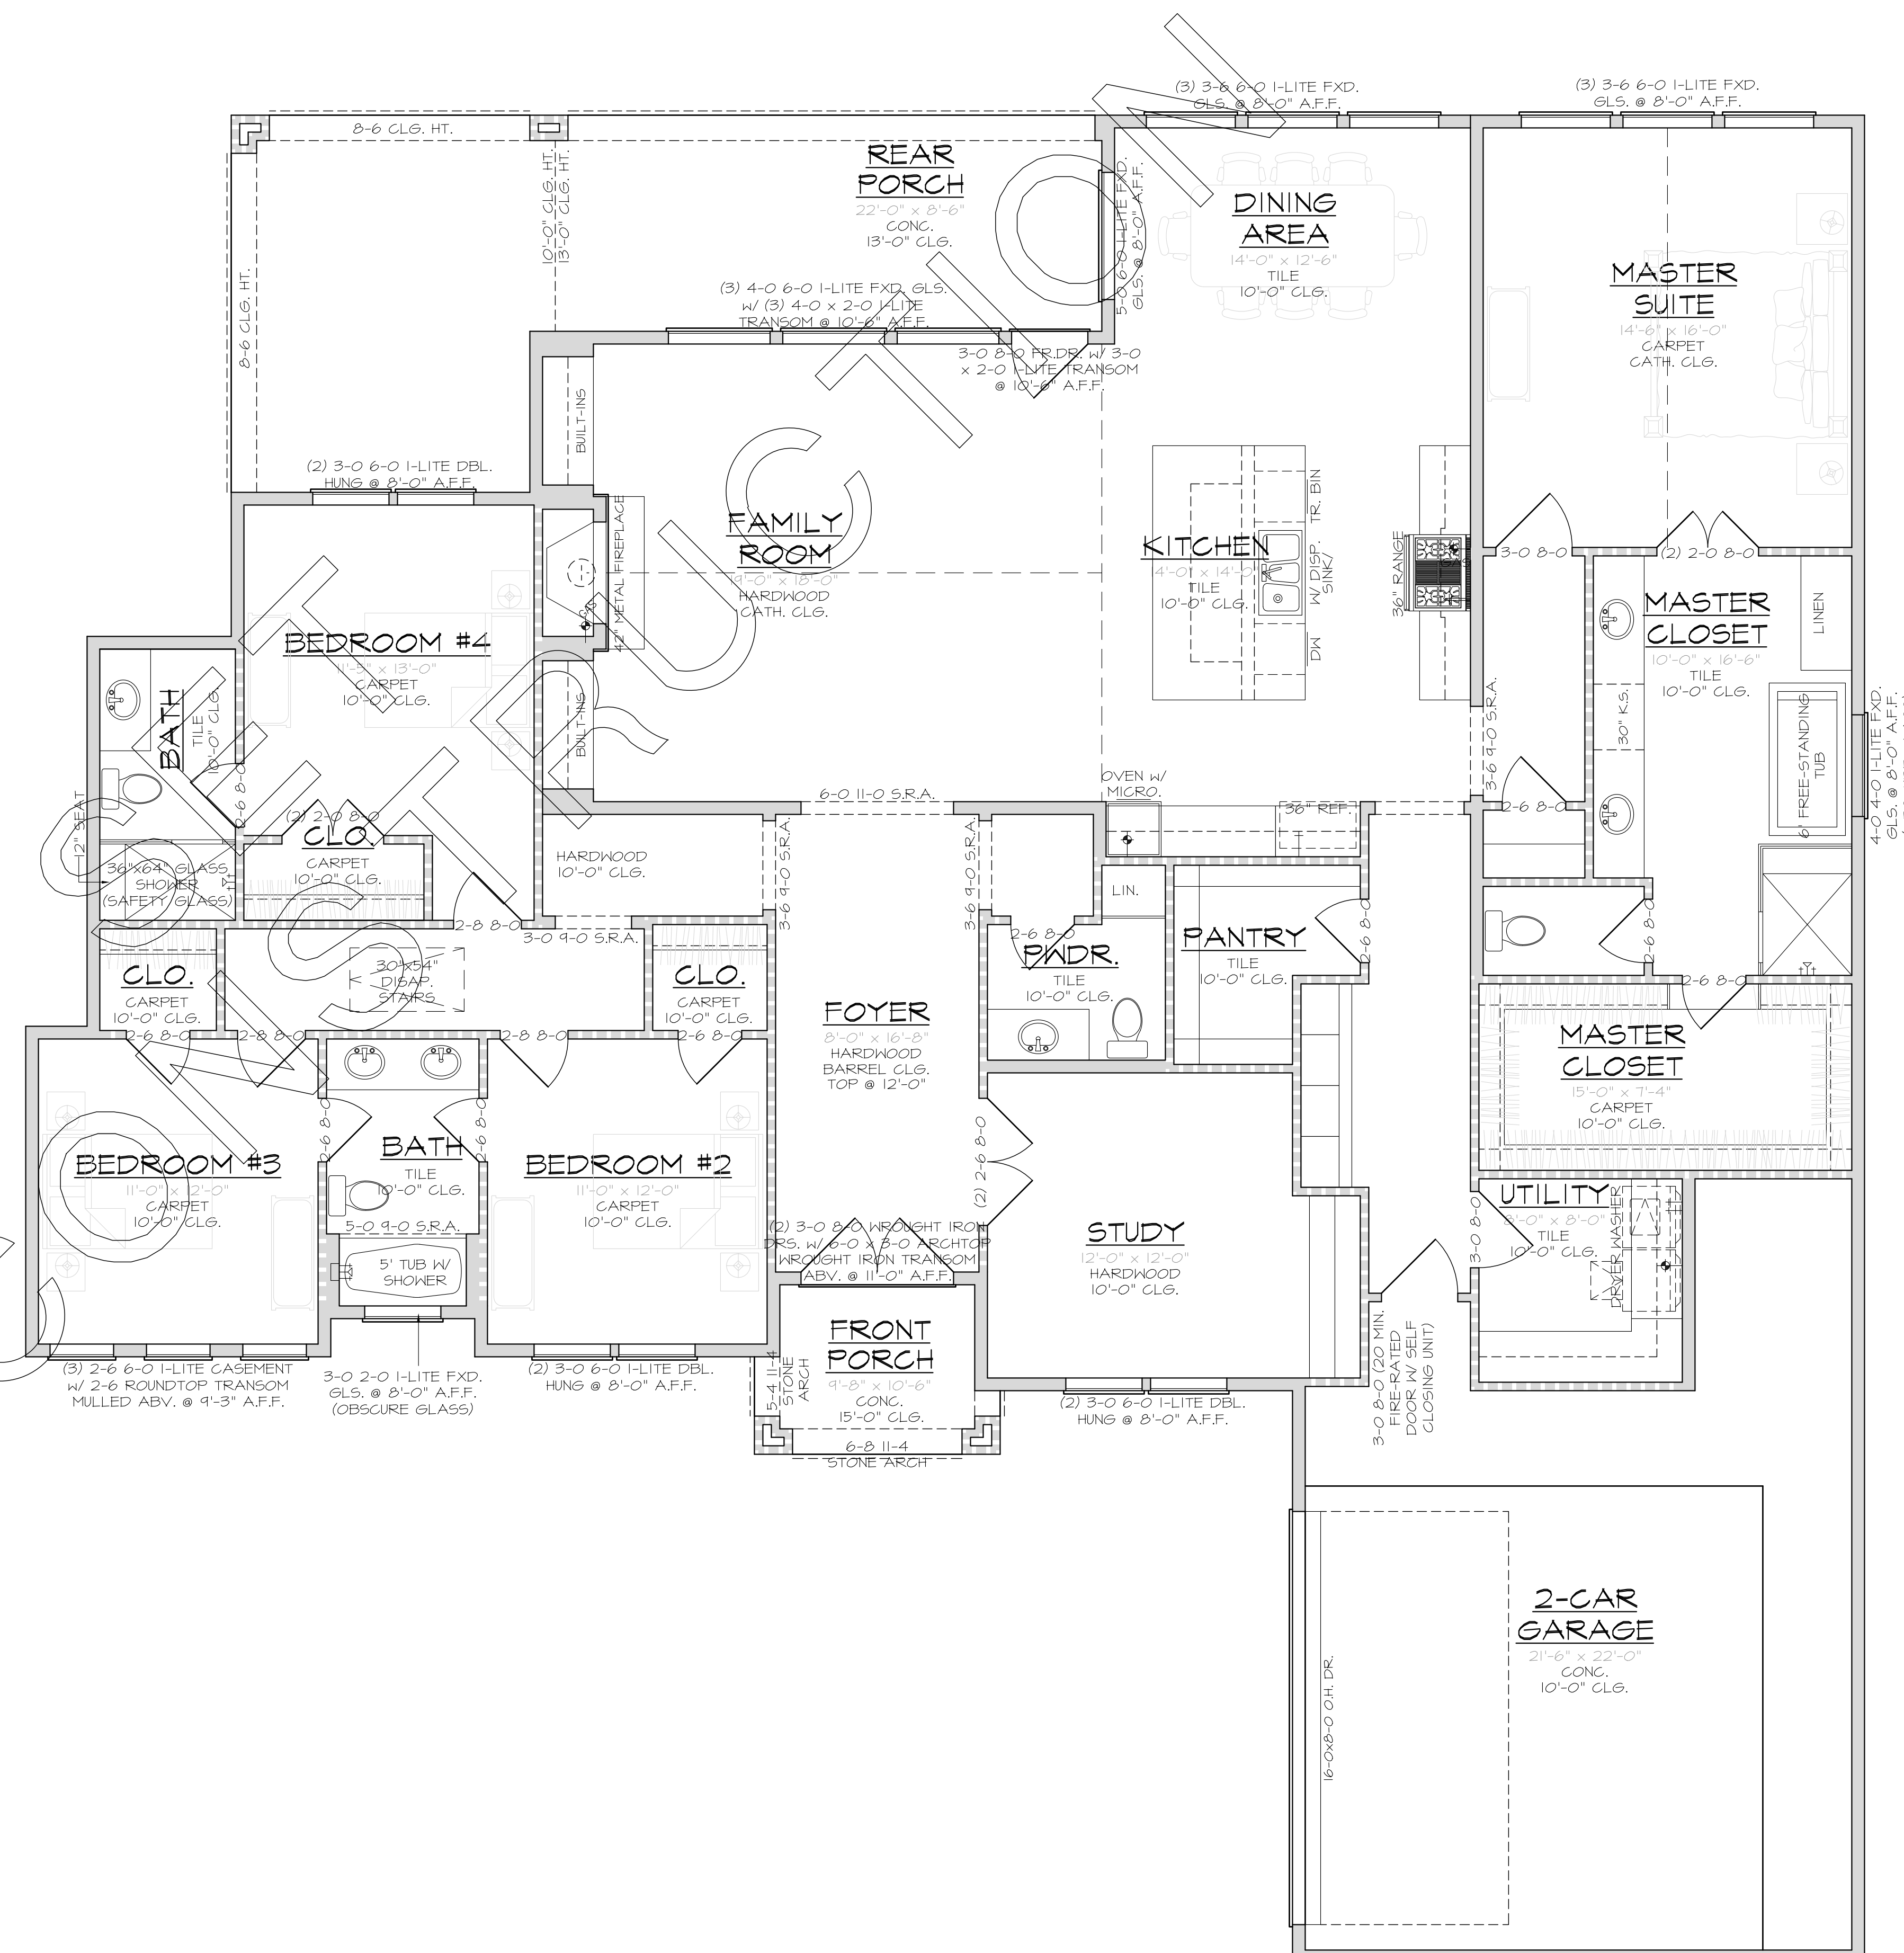 (3) 3-6 6-0 1-LITE FXD.
GLS. @ 8'-0" A.F.F.
(3) 3-6 6-0 1-LITE FXD.
GLS. @ 8'-0" A.F.F.
8-6 CLG. HT.
8-6 CLG. HT.
10'-0" CLG. HT.
13'-0" CLG. HT.
REAR
PORCH
22'-0" x 8'-6"
CONC.
13'-0" CLG.
5-0 6-0 1-LITE FXD.
GLS. @ 8'-0" A.F.F.
DINING
AREA
14'-0" x 12'-6"
TILE
10'-0" CLG.
MASTER
SUITE
14'-6" x 16'-0"
CARPET
CATH. CLG.
(3) 4-0 6-0 1-LITE FXD. GLS.
W/ (3) 4-0 x 2-0 1-LITE
TRANSOM @ 10'-6" A.F.F.
3-0 8-0 FR.DR. W/ 3-0
x 2-0 1-LITE TRANSOM
@ 10'-6" A.F.F.
BUILT-INS
(2) 3-0 6-0 1-LITE DBL.
HUNG @ 8'-0" A.F.F.
FAMILY
ROOM
19'-0" x 18'-0"
HARDWOOD
CATH. CLG.
42" METAL FIREPLACE
GAS
BUILT-INS
KITCHEN
14'-0" x 14'-0"
TILE
10'-0" CLG.
TR. BIN
SINK/
W/ DISP.
DW
36" RANGE
GAS
3-0 8-0
(2) 2-0 8-0
MASTER
CLOSET
10'-0" x 16'-6"
TILE
10'-0" CLG.
LINEN
30" K.S.
6' FREE-STANDING
TUB
4-0 4-0 1-LITE FXD.
GLS. @ 8'-0" A.F.F.
3-6 9-0 S.R.A.
2-6 8-0
BEDROOM #4
11'-5" x 13'-0"
CARPET
10'-0" CLG.
BATH
TILE
10'-0" CLG.
2-6 8-0
12" SEAT
36"x64" GLASS
SHOWER
(SAFETY GLASS)
(2) 2-0 8-0
CLO.
CARPET
10'-0" CLG.
2-8 8-0
HARDWOOD
10'-0" CLG.
3-0 9-0 S.R.A.
6-0 11-0 S.R.A.
3-6 9-0 S.R.A.
3-6 9-0 S.R.A.
OVEN W/
MICRO.
36" REF.
LIN.
2-6 8-0
PWDR.
TILE
10'-0" CLG.
PANTRY
TILE
10'-0" CLG.
2-6 8-0
2-6 8-0
2-6 8-0
CLO.
CARPET
10'-0" CLG.
30"x54"
DISAP.
STAIRS
CLO.
CARPET
10'-0" CLG.
2-6 8-0
2-8 8-0
2-8 8-0
2-6 8-0
FOYER
8'-0" x 16'-8"
HARDWOOD
BARREL CLG.
TOP @ 12'-0"
MASTER
CLOSET
15'-0" x 7'-4"
CARPET
10'-0" CLG.
BEDROOM #3
11'-0" x 12'-0"
CARPET
10'-0" CLG.
2-6 8-0
BATH
TILE
10'-0" CLG.
2-6 8-0
5-0 9-0 S.R.A.
5' TUB W/
SHOWER
BEDROOM #2
11'-0" x 12'-0"
CARPET
10'-0" CLG.
(2) 2-6 8-0
(2) 3-0 8-0 WROUGHT IRON
DRS. W/ 6-0 x 3-0 ARCHTOP
WROUGHT IRON TRANSOM
ABV. @ 11'-0" A.F.F.
STUDY
12'-0" x 12'-0"
HARDWOOD
10'-0" CLG.
3-0 8-0
UTILITY
8'-0" x 8'-0"
TILE
10'-0" CLG.
WASHER
DRYER
FRONT
PORCH
9'-8" x 10'-6"
CONC.
15'-0" CLG.
5-4 11-4
STONE
ARCH
6-8 11-4
STONE ARCH
(3) 2-6 6-0 1-LITE CASEMENT
W/ 2-6 ROUNDTOP TRANSOM
MULLED ABV. @ 9'-3" A.F.F.
3-0 2-0 1-LITE FXD.
GLS. @ 8'-0" A.F.F.
(OBSCURE GLASS)
(2) 3-0 6-0 1-LITE DBL.
HUNG @ 8'-0" A.F.F.
(2) 3-0 6-0 1-LITE DBL.
HUNG @ 8'-0" A.F.F.
3-0 8-0 (20 MIN.
FIRE-RATED
DOOR W/ SELF
CLOSING UNIT)
16-0x8-0 O.H. DR.
2-CAR
GARAGE
21'-6" x 22'-0"
CONC.
10'-0" CLG.
CONSTRUCTION